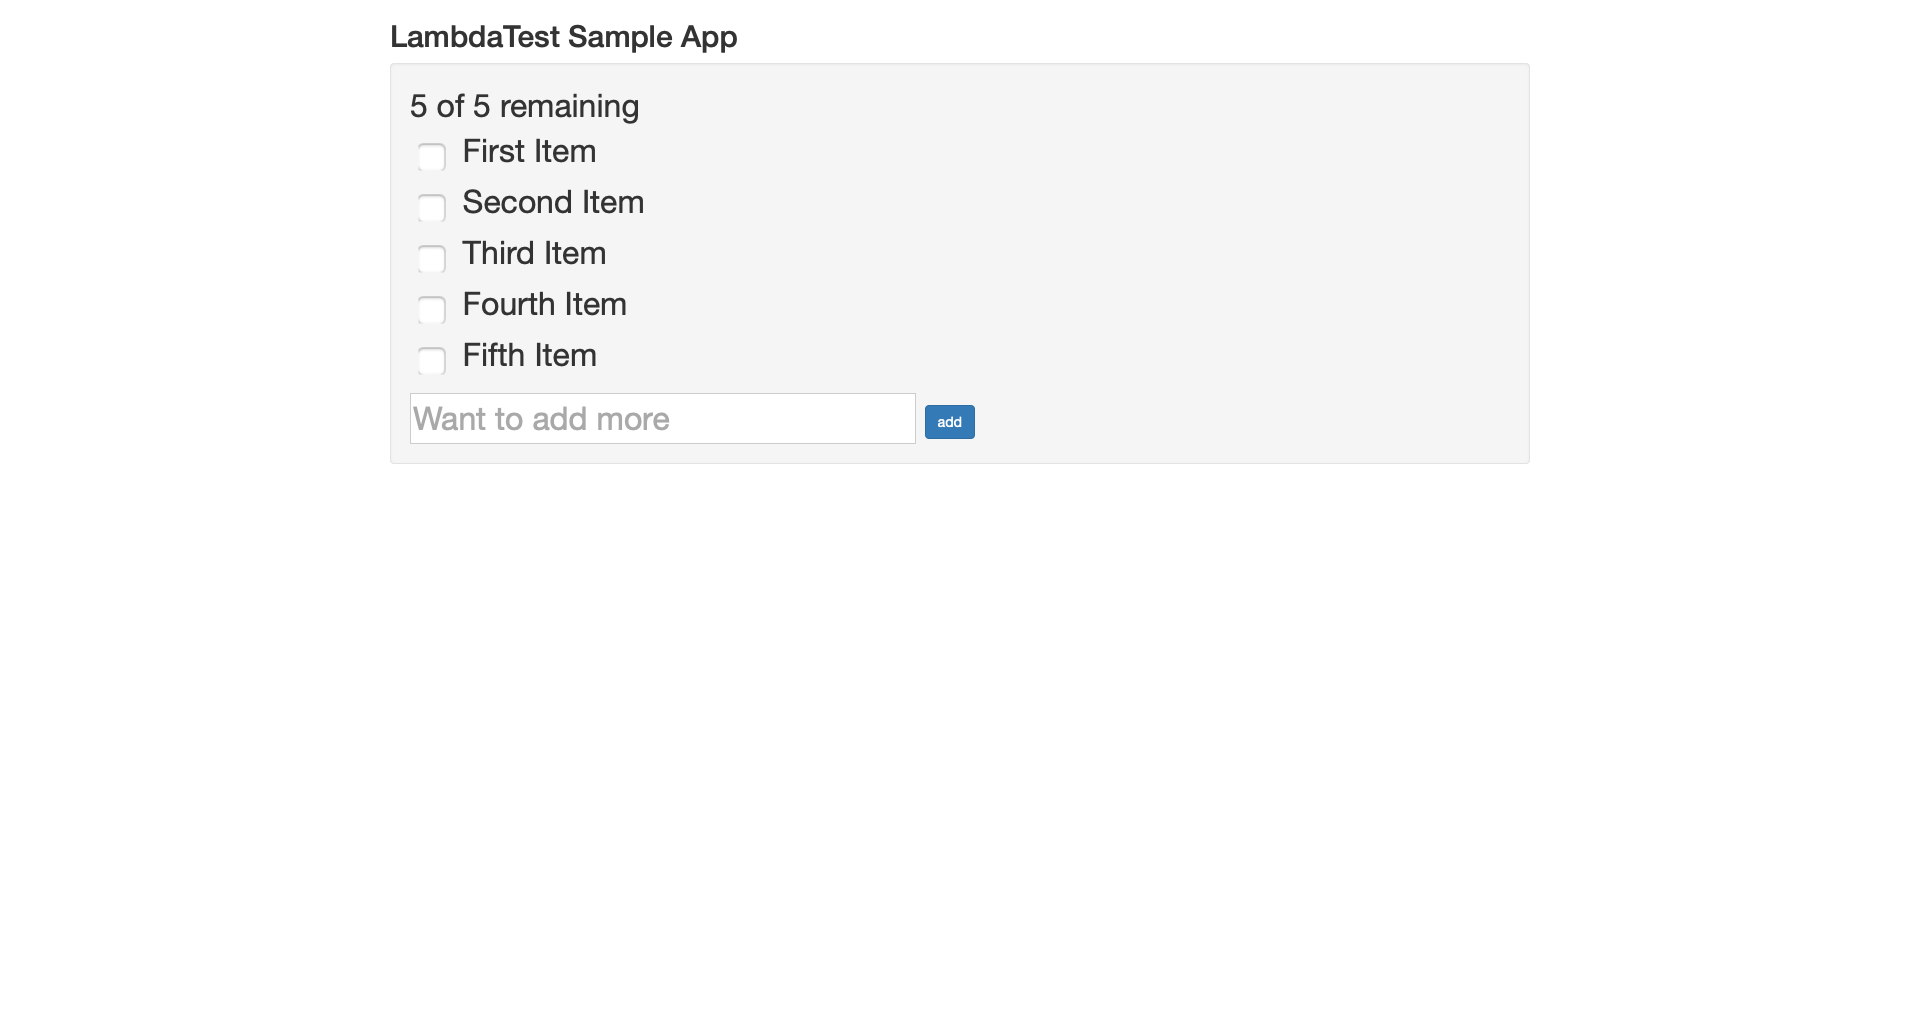 LambdaTest Sample App
5 of 5 remaining
First Item
Second Item
Third Item
Fourth Item
Fifth Item
Want to add more
add